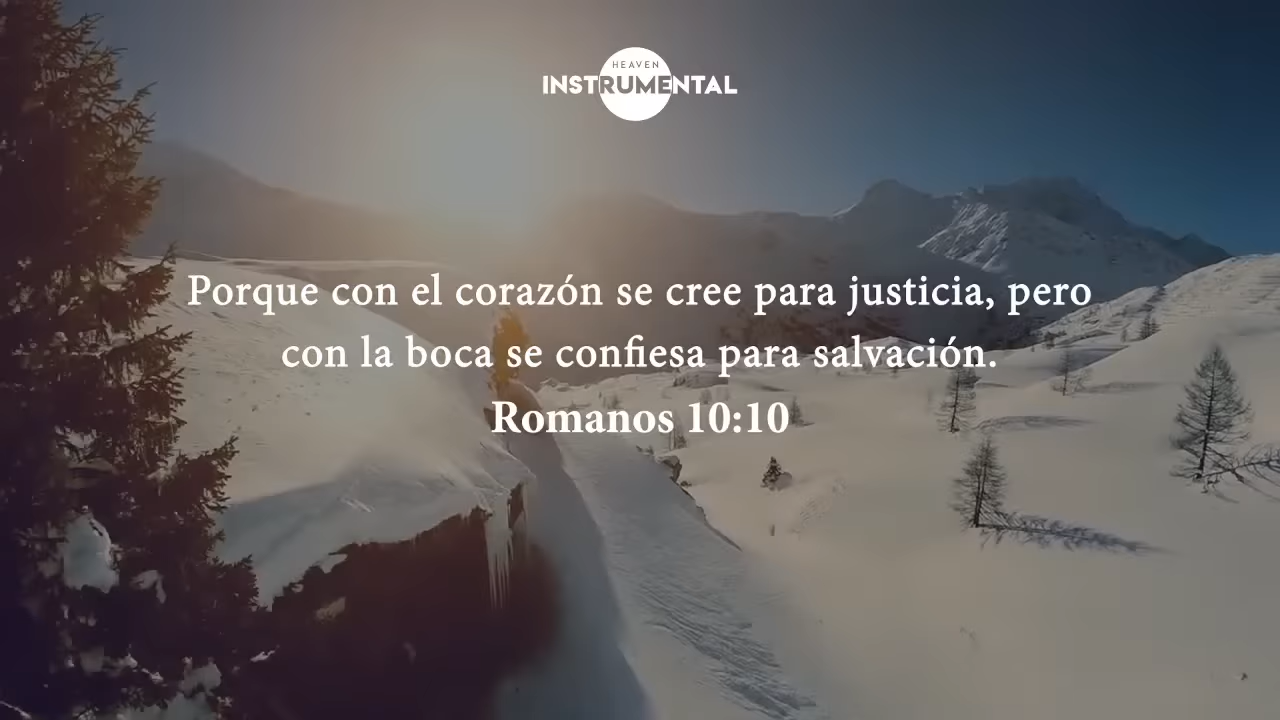 HEAVEN
INSTRUMENTAL
Porque con el corazón se cree para justicia, pero
con la boca se confiesa para salvación.
Romanos 10:10